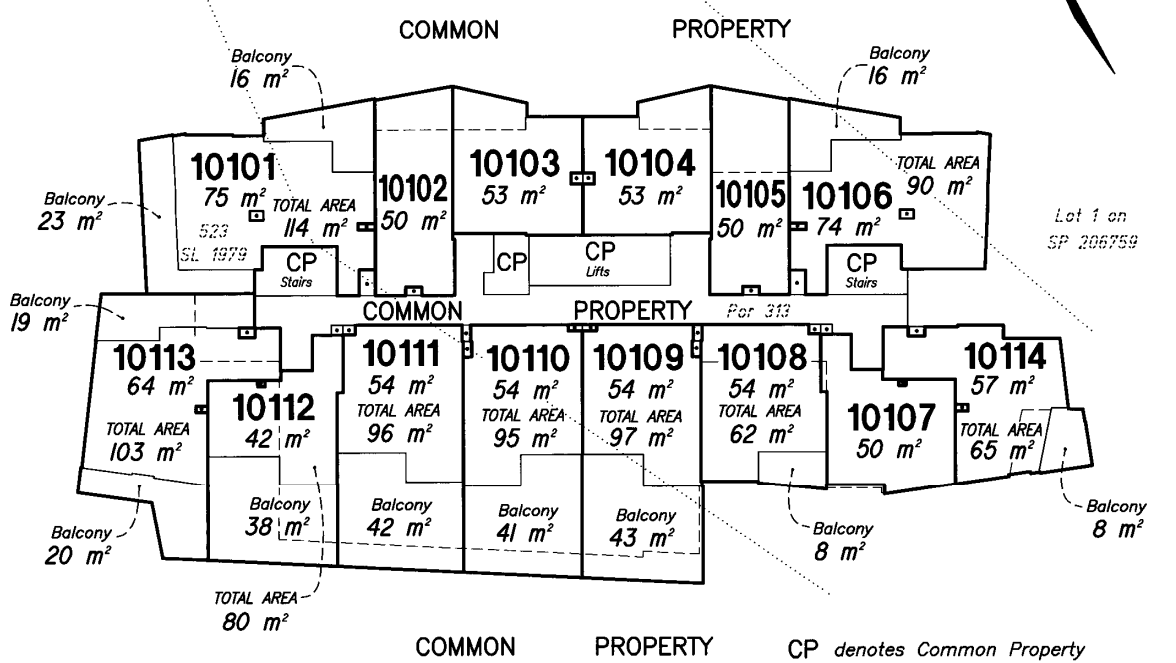 COMMON PROPERTY
Balcony
16 m²
Balcony
16 m²
10101
75 m²
TOTAL AREA
114 m²
Balcony
23 m²
523
SL 1979
10102
50 m²
10103
53 m²
10104
53 m²
10105
50 m²
10106
74 m²
TOTAL AREA
90 m²
Lot 1 on
SP 206759
CP
Stairs
CP
CP
Lifts
CP
Stairs
COMMON PROPERTY
Por 313
Balcony
19 m²
10113
64 m²
TOTAL AREA
103 m²
Balcony
20 m²
10112
42 m²
Balcony
38 m²
TOTAL AREA
80 m²
10111
54 m²
TOTAL AREA
96 m²
Balcony
42 m²
10110
54 m²
TOTAL AREA
95 m²
Balcony
41 m²
10109
54 m²
TOTAL AREA
97 m²
Balcony
43 m²
10108
54 m²
TOTAL AREA
62 m²
Balcony
8 m²
10107
50 m²
10114
57 m²
TOTAL AREA
65 m²
Balcony
8 m²
COMMON PROPERTY
CP denotes Common Property